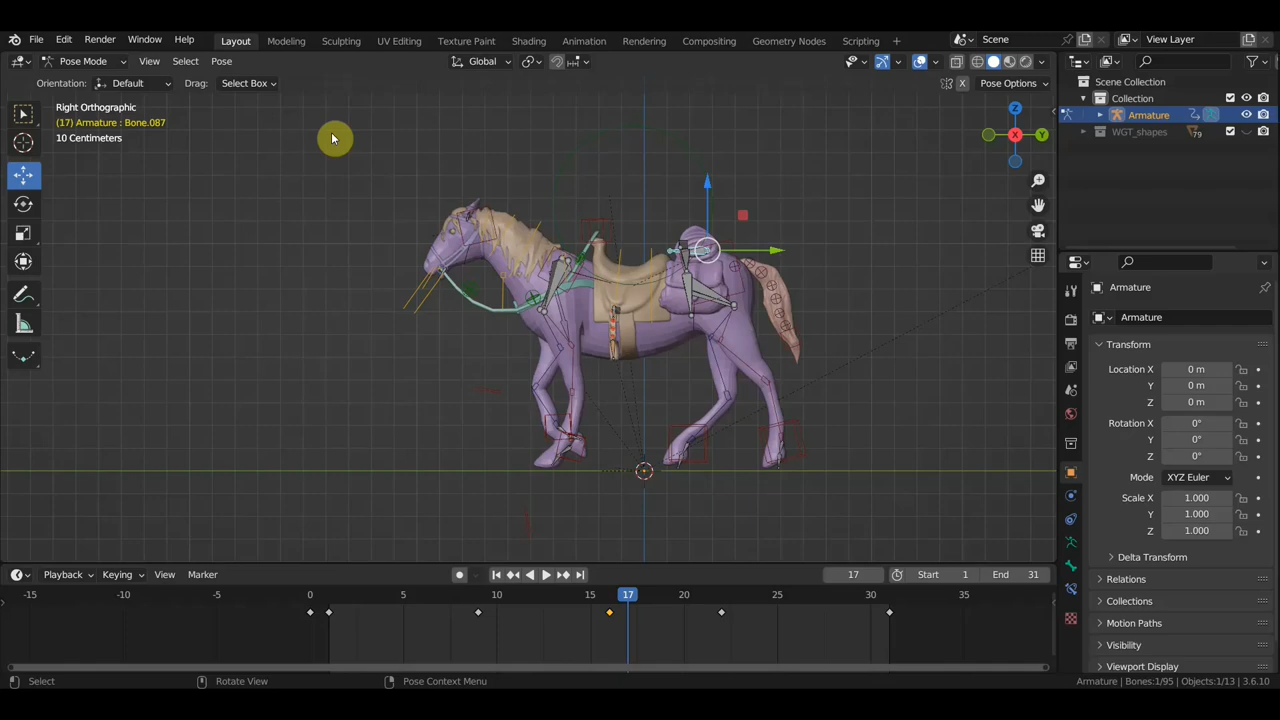 File Edit Render Window Help Layout Modeling Sculpting UV Editing Texture Paint Shading Animation Rendering Compositing Geometry Nodes Scripting + Scene View Layer
Pose Mode View Select Pose Global
Orientation: Default Drag: Select Box X Pose Options
Right Orthographic
(17) Armature : Bone.087
10 Centimeters
Z
X
Y
Scene Collection
Collection
Armature
WGT_shapes 79
Armature
Armature
Transform
Location X 0 m
Y 0 m
Z 0 m
Rotation X 0°
Y 0°
Z 0°
Mode XYZ Euler
Scale X 1.000
Y 1.000
Z 1.000
Delta Transform
Relations
Collections
Motion Paths
Visibility
Viewport Display
Playback Keying View Marker 17 Start 1 End 31
-15 -10 -5 0 5 10 15 17 20 25 30 35
Select Rotate View Pose Context Menu Armature | Bones:1/95 | Objects:1/13 | 3.6.10